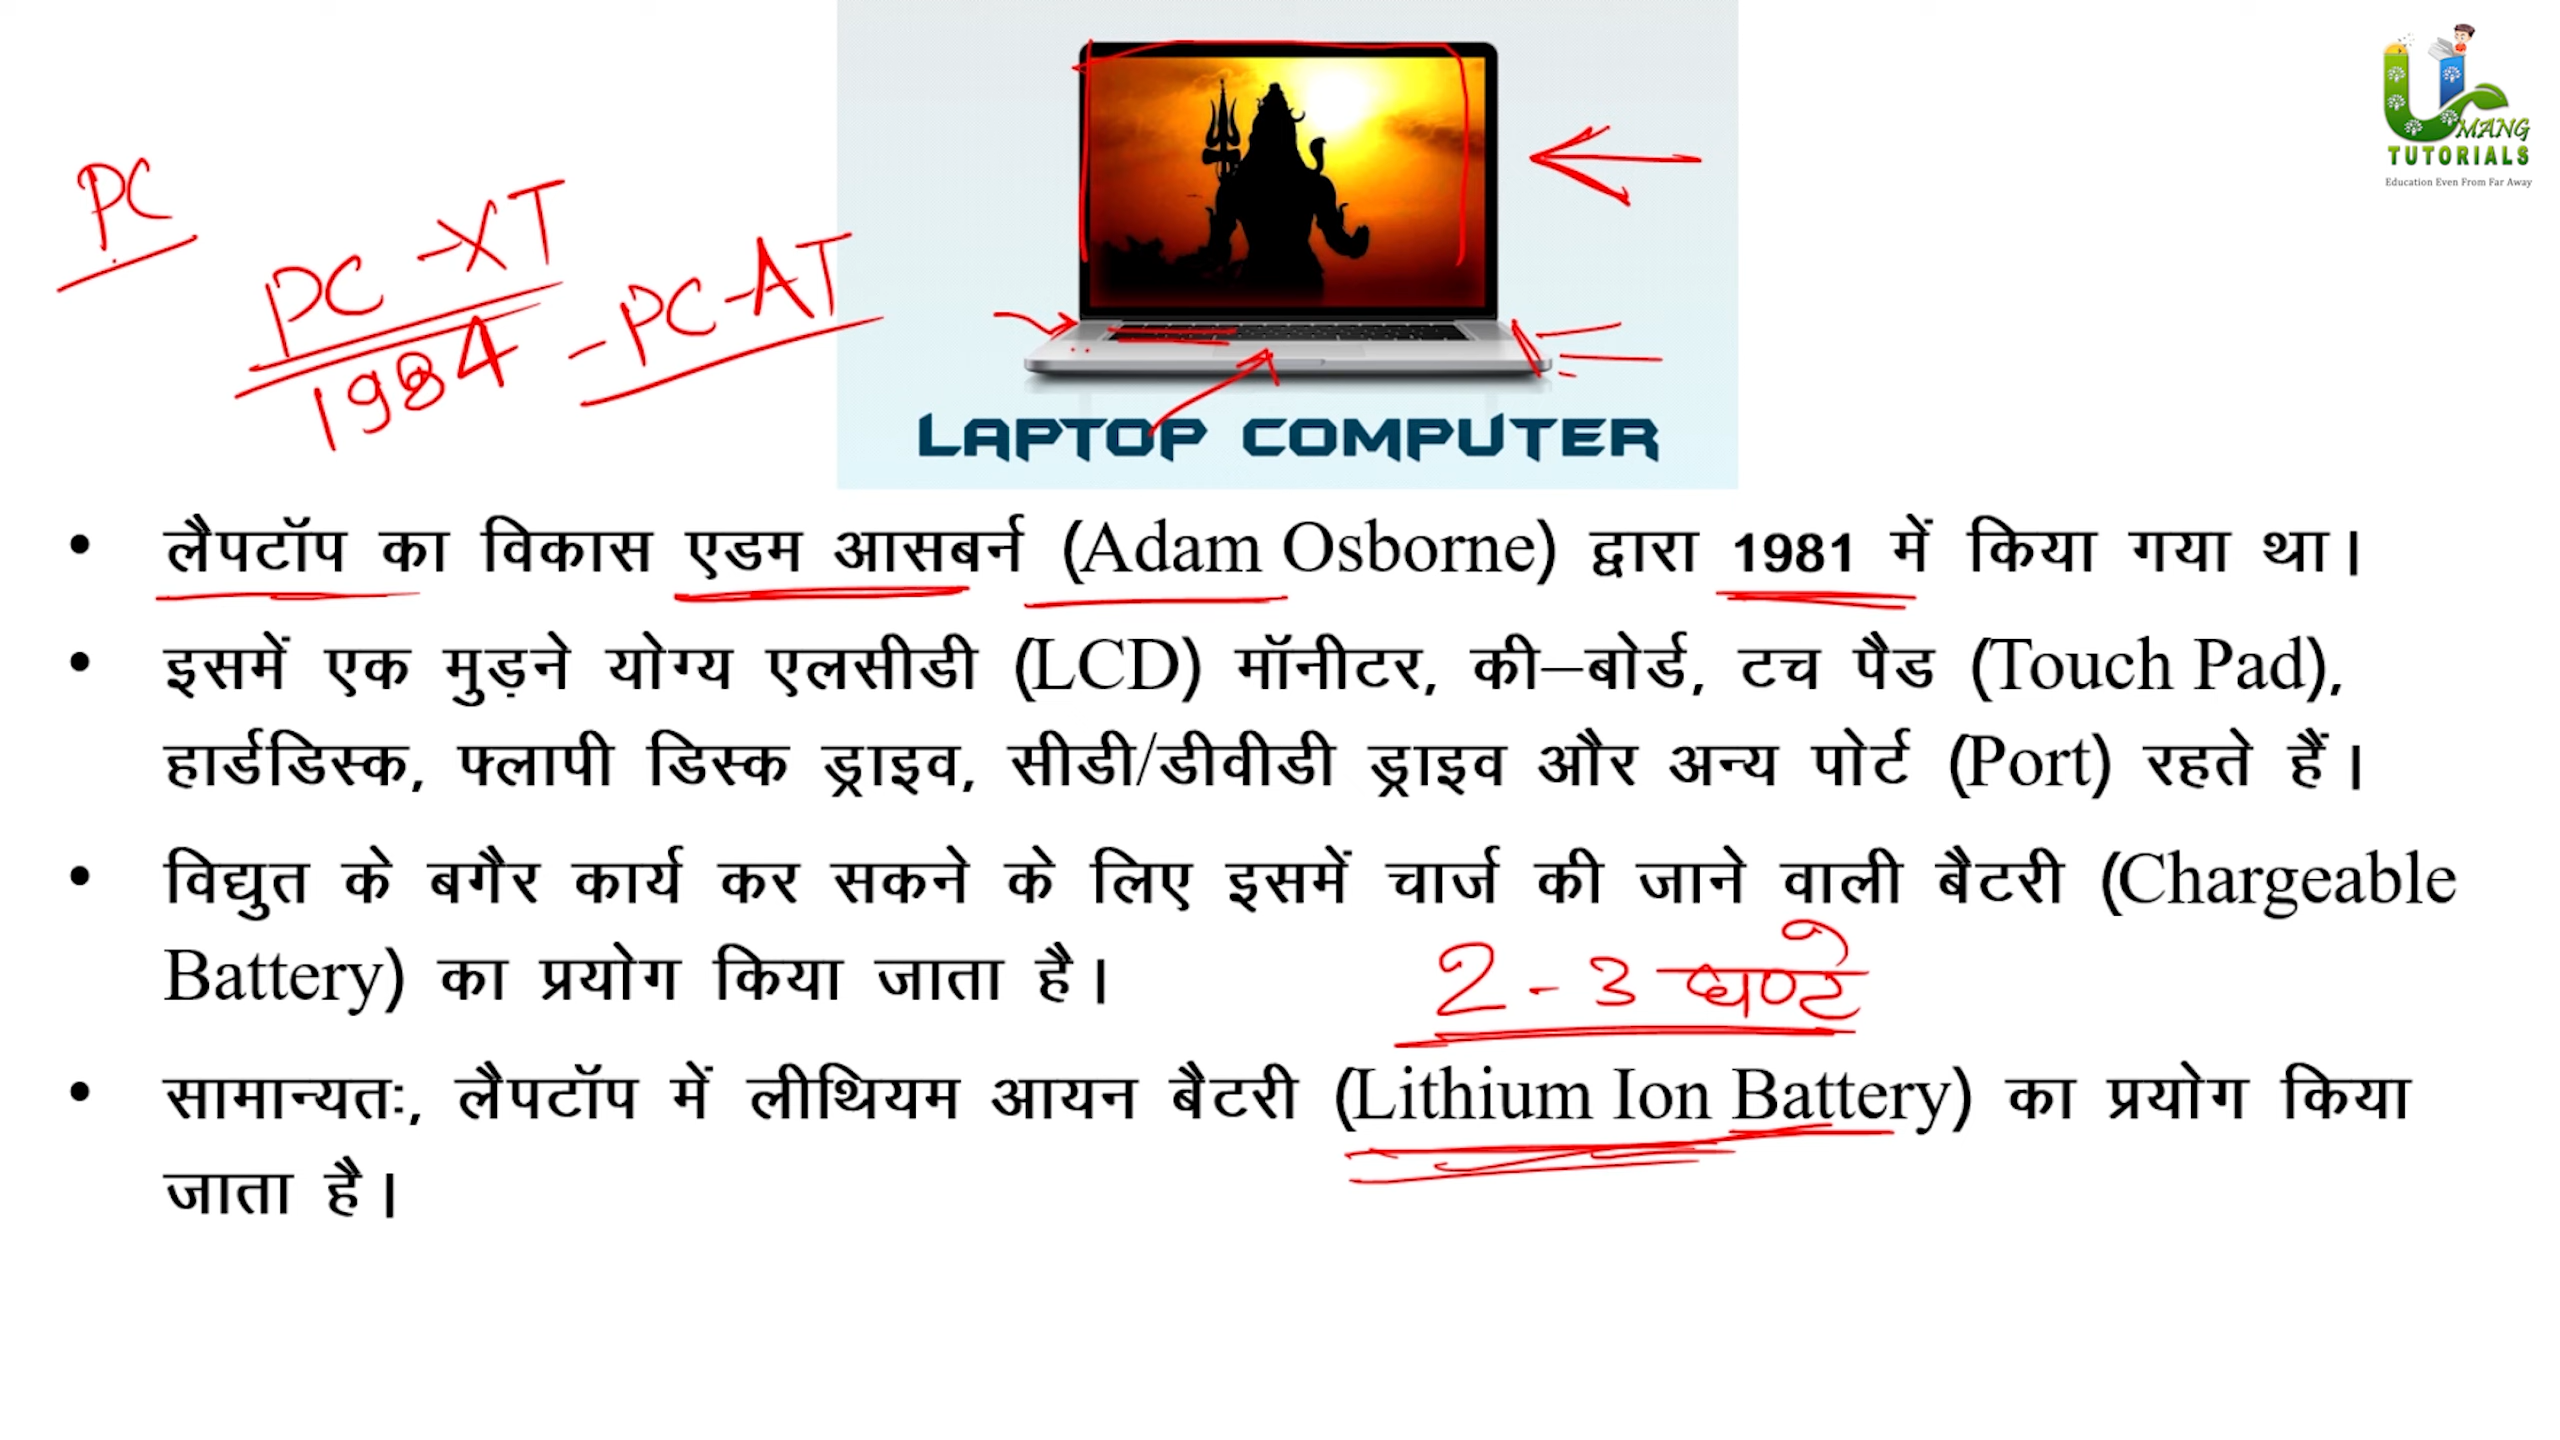 UMANG
TUTORIALS
Education Even From Far Away
PC
PC-XT
1984
-PC-AT
LAPTOP COMPUTER
• लैपटॉप का विकास एडम आसबर्न (Adam Osborne) द्वारा 1981 में किया गया था।
• इसमें एक मुड़ने योग्य एलसीडी (LCD) मॉनीटर, की–बोर्ड, टच पैड (Touch Pad),
हार्डडिस्क, फ्लापी डिस्क ड्राइव, सीडी/डीवीडी ड्राइव और अन्य पोर्ट (Port) रहते हैं।
• विद्युत के बगैर कार्य कर सकने के लिए इसमें चार्ज की जाने वाली बैटरी (Chargeable
Battery) का प्रयोग किया जाता है।
2-3 घण्टे
• सामान्यतः, लैपटॉप में लीथियम आयन बैटरी (Lithium Ion Battery) का प्रयोग किया
जाता है।